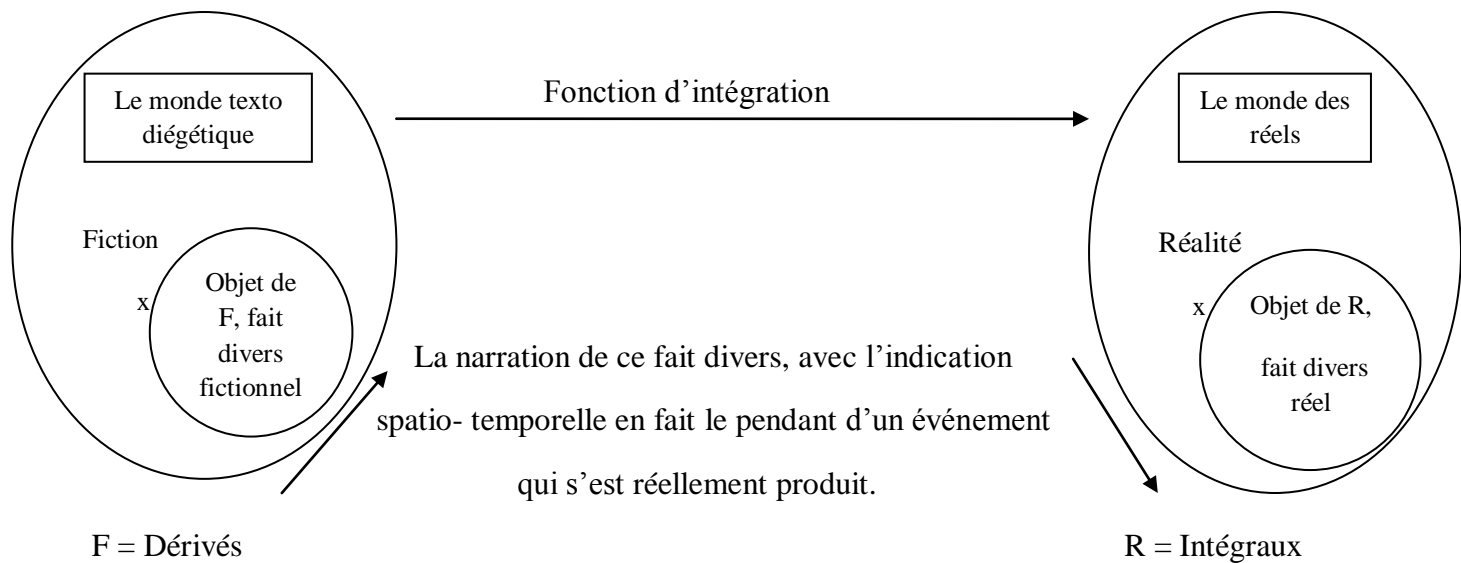 Le monde texto
diégétique
Fonction d'intégration
Le monde des
réels
Fiction
x
Objet de
F, fait
divers
fictionnel
La narration de ce fait divers, avec l'indication
spatio- temporelle en fait le pendant d'un événement
qui s'est réellement produit.
Réalité
x
Objet de R,
fait divers
réel
F = Dérivés
R = Intégraux